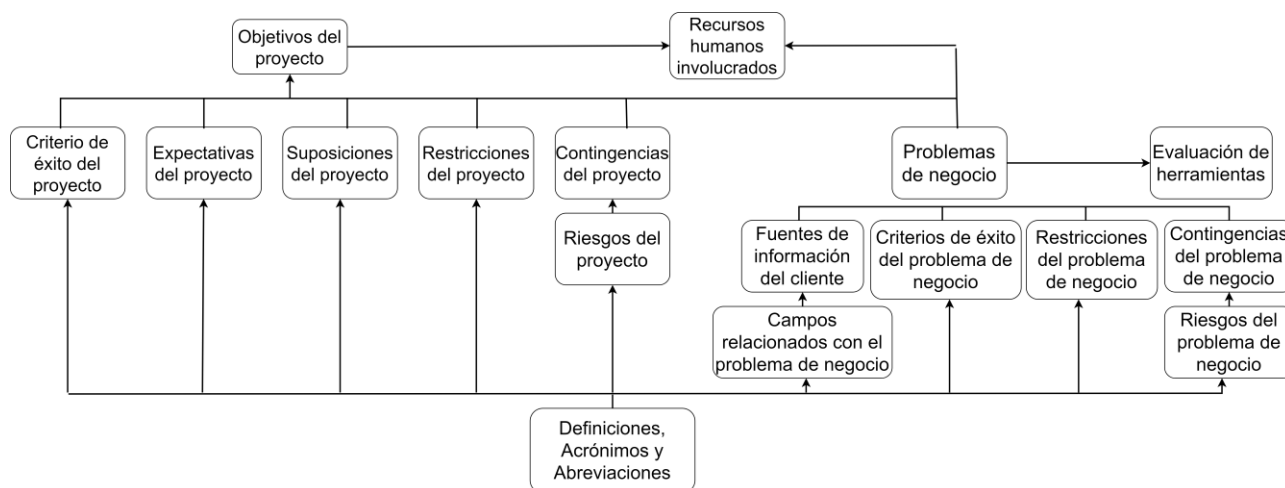 Objetivos del
proyecto
Recursos
humanos
involucrados
Criterio de
éxito del
proyecto
Expectativas
del proyecto
Suposiciones
del proyecto
Restricciones
del proyecto
Contingencias
del proyecto
Problemas
de negocio
Evaluación de
herramientas
Riesgos del
proyecto
Fuentes de
información
del cliente
Criterios de éxito
del problema de
negocio
Restricciones
del problema de
negocio
Contingencias
del problema
de negocio
Campos
relacionados con el
problema de negocio
Riesgos del
problema de
negocio
Definiciones,
Acrónimos y
Abreviaciones